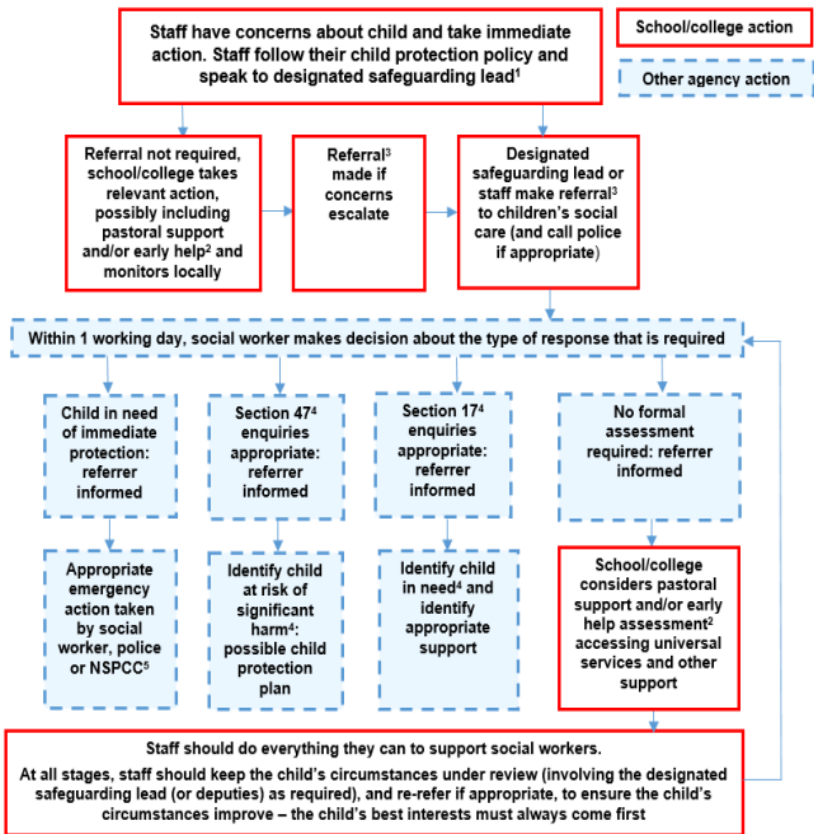 Staff have concerns about child and take immediate
action. Staff follow their child protection policy and
speak to designated safeguarding lead¹
School/college action
Other agency action
Referral not required,
school/college takes
relevant action,
possibly including
pastoral support
and/or early help² and
monitors locally
Referral³
made if
concerns
escalate
Designated
safeguarding lead or
staff make referral³
to children's social
care (and call police
if appropriate)
Within 1 working day, social worker makes decision about the type of response that is required
Child in need
of immediate
protection:
referrer
informed
Section 47⁴
enquiries
appropriate:
referrer
informed
Section 17⁴
enquiries
appropriate:
referrer
informed
No formal
assessment
required: referrer
informed
Appropriate
emergency
action taken
by social
worker, police
or NSPCC⁵
Identify child
at risk of
significant
harm⁴:
possible child
protection
plan
Identify child
in need⁴ and
identify
appropriate
support
School/college
considers pastoral
support and/or early
help assessment²
accessing universal
services and other
support
Staff should do everything they can to support social workers.
At all stages, staff should keep the child's circumstances under review (involving the designated
safeguarding lead (or deputies) as required), and re-refer if appropriate, to ensure the child's
circumstances improve – the child's best interests must always come first